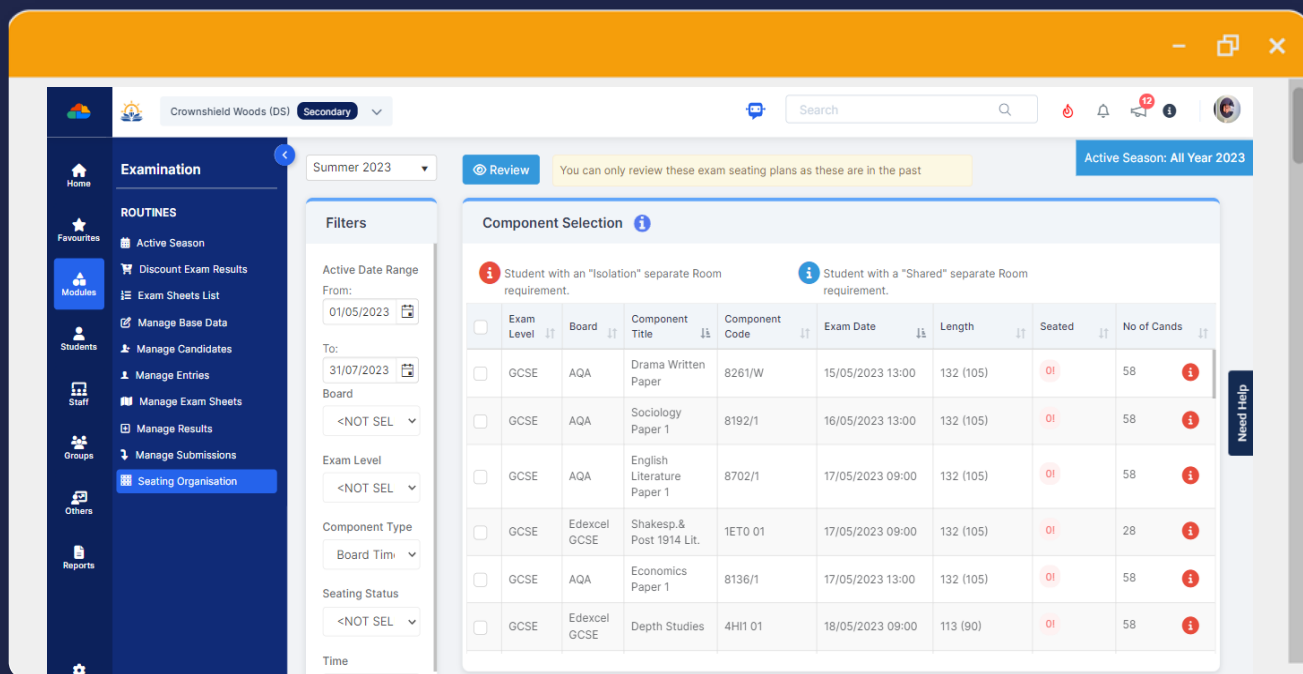 Crownshield Woods (DS) Secondary
Search
12
Home
Favourites
Modules
Students
Staff
Groups
Others
Reports
Examination
ROUTINES
Active Season
Discount Exam Results
Exam Sheets List
Manage Base Data
Manage Candidates
Manage Entries
Manage Exam Sheets
Manage Results
Manage Submissions
Seating Organisation
Summer 2023
Review
You can only review these exam seating plans as these are in the past
Active Season: All Year 2023
Filters
Active Date Range
From:
01/05/2023
To:
31/07/2023
Board
<NOT SEL
Exam Level
<NOT SEL
Component Type
Board Tim
Seating Status
<NOT SEL
Time
Component Selection
Student with an "Isolation" separate Room
requirement.
Student with a "Shared" separate Room
requirement.
Exam Level Board Component Title Component Code Exam Date Length Seated No of Cands
GCSE AQA Drama Written Paper 8261/W 15/05/2023 13:00 132 (105) 0! 58
GCSE AQA Sociology Paper 1 8192/1 16/05/2023 13:00 132 (105) 0! 58
GCSE AQA English Literature Paper 1 8702/1 17/05/2023 09:00 132 (105) 0! 58
GCSE Edexcel GCSE Shakesp.& Post 1914 Lit. 1ET0 01 17/05/2023 09:00 132 (105) 0! 28
GCSE AQA Economics Paper 1 8136/1 17/05/2023 13:00 132 (105) 0! 58
GCSE Edexcel GCSE Depth Studies 4HI1 01 18/05/2023 09:00 113 (90) 0! 58
Need Help